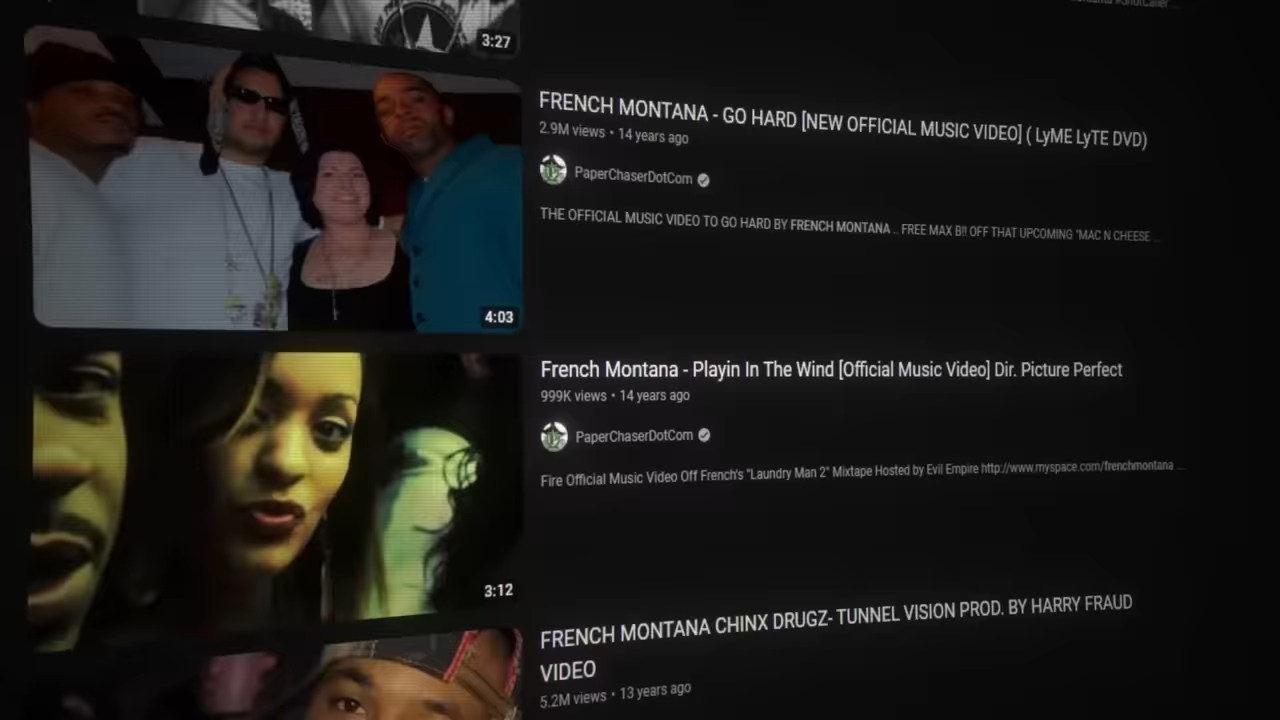 #ShotCaller ...
3:27
FRENCH MONTANA - GO HARD [NEW OFFICIAL MUSIC VIDEO] ( LyME LyTE DVD)
2.9M views • 14 years ago
PaperChaserDotCom
THE OFFICIAL MUSIC VIDEO TO GO HARD BY FRENCH MONTANA .. FREE MAX B!! OFF THAT UPCOMING "MAC N CHEESE ...
4:03
French Montana - Playin In The Wind [Official Music Video] Dir. Picture Perfect
999K views • 14 years ago
PaperChaserDotCom
Fire Official Music Video Off French's "Laundry Man 2" Mixtape Hosted by Evil Empire http://www.myspace.com/frenchmontana ...
3:12
FRENCH MONTANA CHINX DRUGZ- TUNNEL VISION PROD. BY HARRY FRAUD
VIDEO
5.2M views • 13 years ago